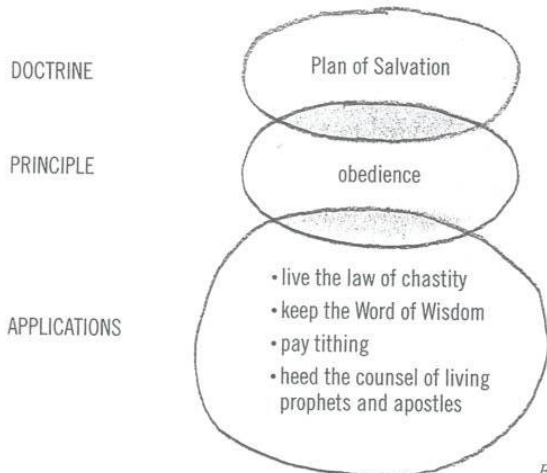 DOCTRINE
Plan of Salvation
PRINCIPLE
obedience
APPLICATIONS
• live the law of chastity
• keep the Word of Wisdom
• pay tithing
• heed the counsel of living
prophets and apostles